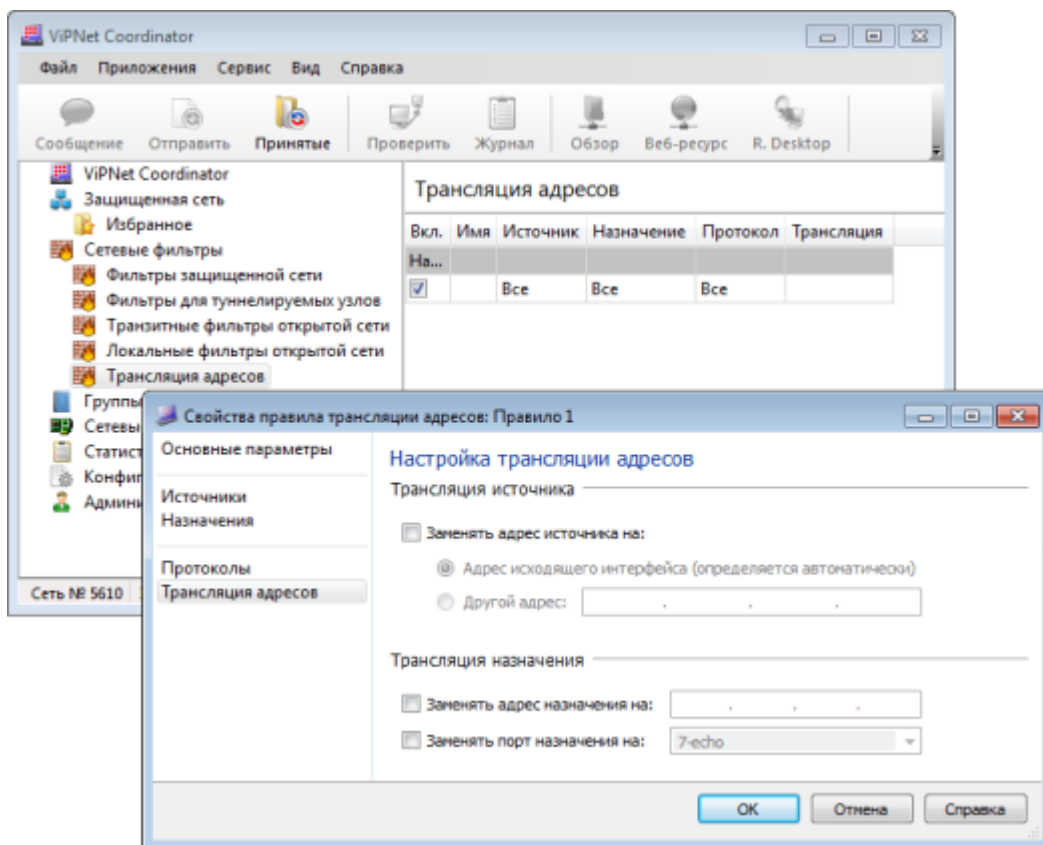 ViPNet Coordinator
Файл Приложения Сервис Вид Справка
Сообщение Отправить Принятые Проверить Журнал Обзор Веб-ресурс R. Desktop
ViPNet Coordinator
Защищенная сеть
Избранное
Сетевые фильтры
Фильтры защищенной сети
Фильтры для туннелируемых узлов
Транзитные фильтры открытой сети
Локальные фильтры открытой сети
Трансляция адресов
Группы
Сетевы
Статист
Конфиг
Админи
Сеть № 5610
Трансляция адресов
Вкл. Имя Источник Назначение Протокол Трансляция
На...
Все Все Все
Свойства правила трансляции адресов: Правило 1
Основные параметры
Источники
Назначения
Протоколы
Трансляция адресов
Настройка трансляции адресов
Трансляция источника
Заменять адрес источника на:
Адрес исходящего интерфейса (определяется автоматически)
Другой адрес: . . .
Трансляция назначения
Заменять адрес назначения на: . . .
Заменять порт назначения на: 7-echo
OK Отмена Справка